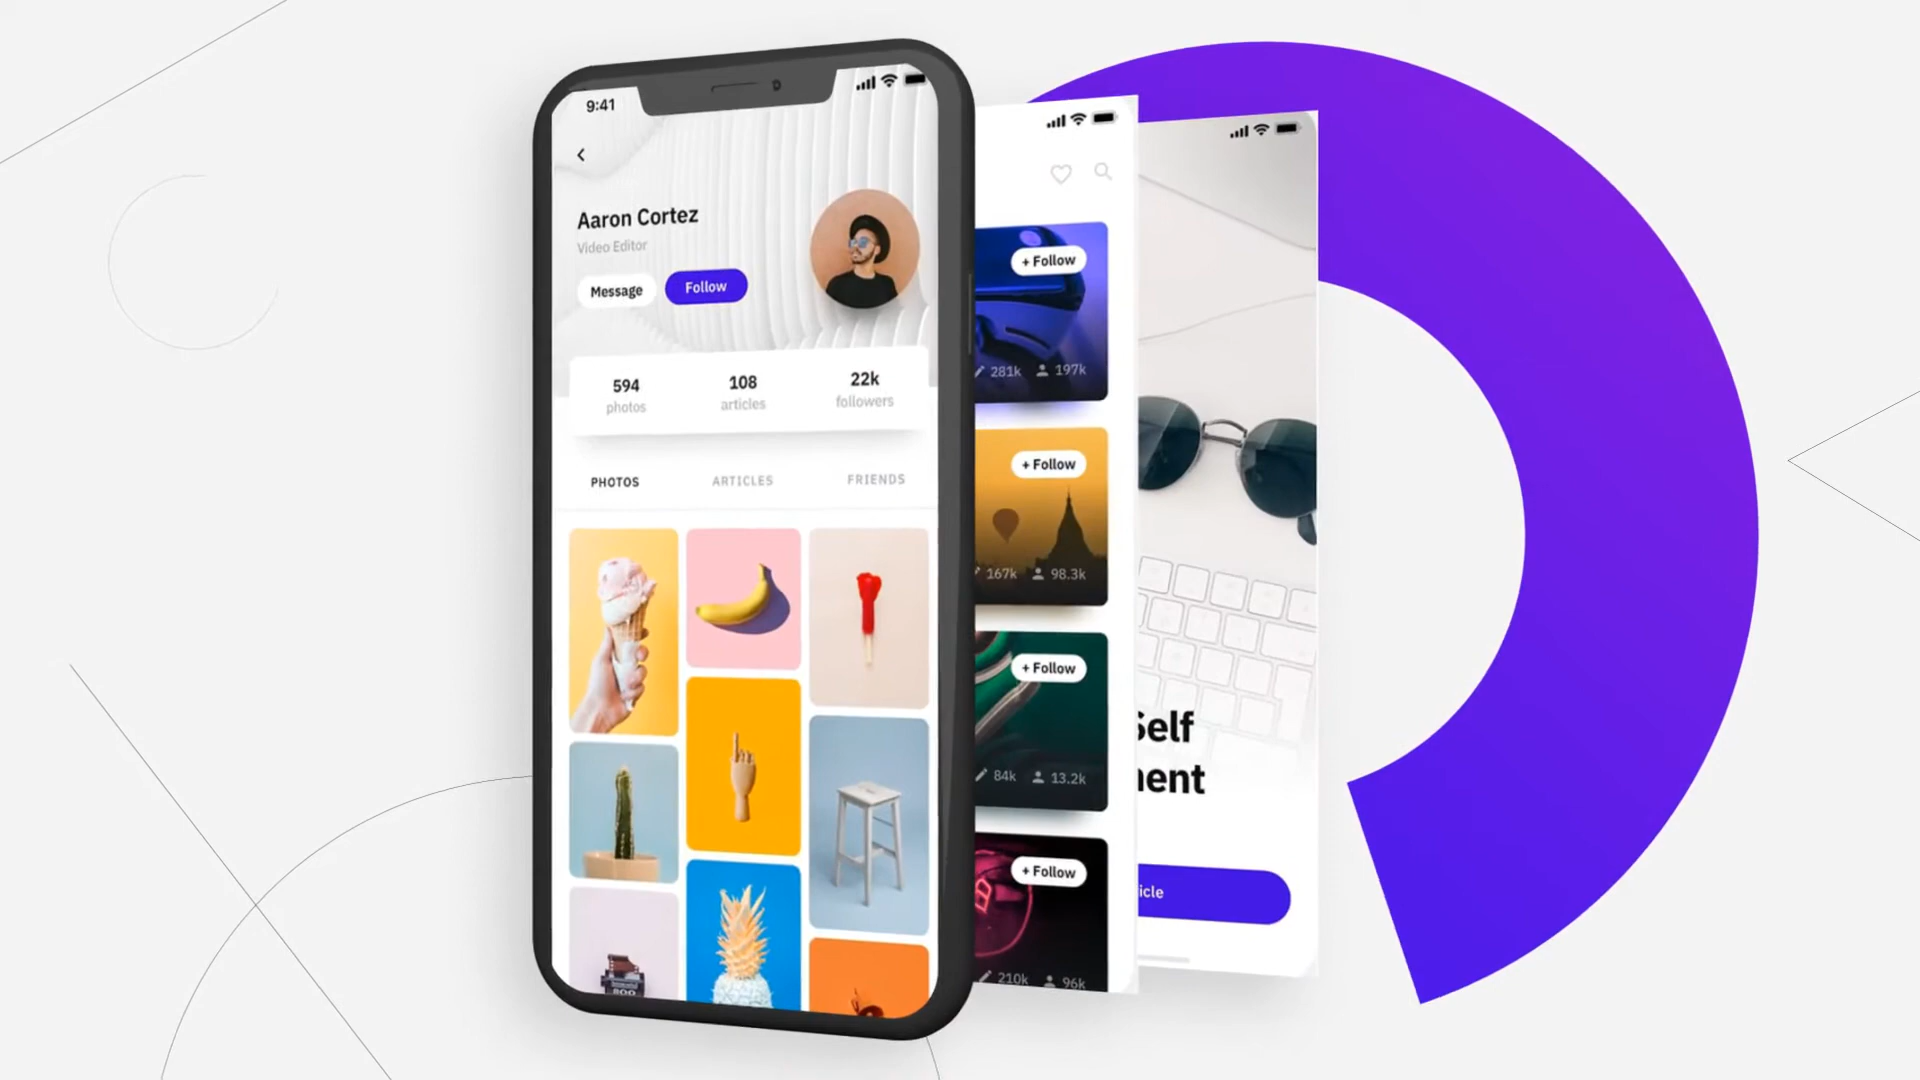 9:41
Aaron Cortez
Video Editor
Message Follow
594 108 22k
photos articles followers
PHOTOS ARTICLES FRIENDS
+ Follow
281k 197k
+ Follow
167k 98.3k
+ Follow
84k 13.2k
+ Follow
210k 96k
Self
ent
icle